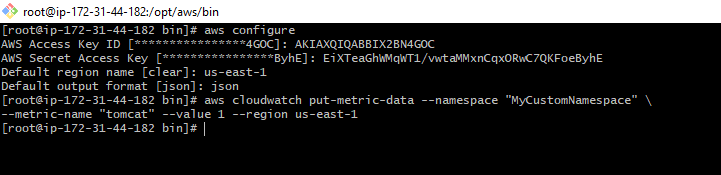 root@ip-172-31-44-182:/opt/aws/bin
[root@ip-172-31-44-182 bin]# aws configure
AWS Access Key ID [****************4GOC]: AKIAXQIQABBIX2BN4GOC
AWS Secret Access Key [****************ByhE]: 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
Default region name [clear]: us-east-1
Default output format [json]: json
[root@ip-172-31-44-182 bin]# aws cloudwatch put-metric-data --namespace "MyCustomNamespace" \
--metric-name "tomcat" --value 1 --region us-east-1
[root@ip-172-31-44-182 bin]#